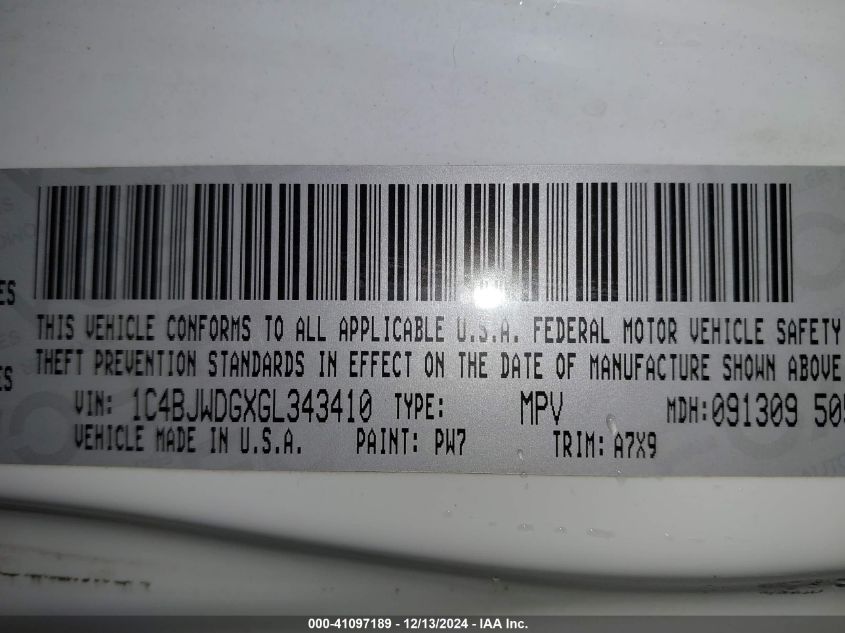 THIS VEHICLE CONFORMS TO ALL APPLICABLE U.S.A. FEDERAL MOTOR VEHICLE SAFETY
THEFT PREVENTION STANDARDS IN EFFECT ON THE DATE OF MANUFACTURE SHOWN ABOVE
VIN: 1C4BJWDGXGL343410 TYPE: MPV MDH:091309 505
VEHICLE MADE IN U.S.A. PAINT: PW7 TRIM: A7X9
000-41097189 - 12/13/2024 - IAA Inc.